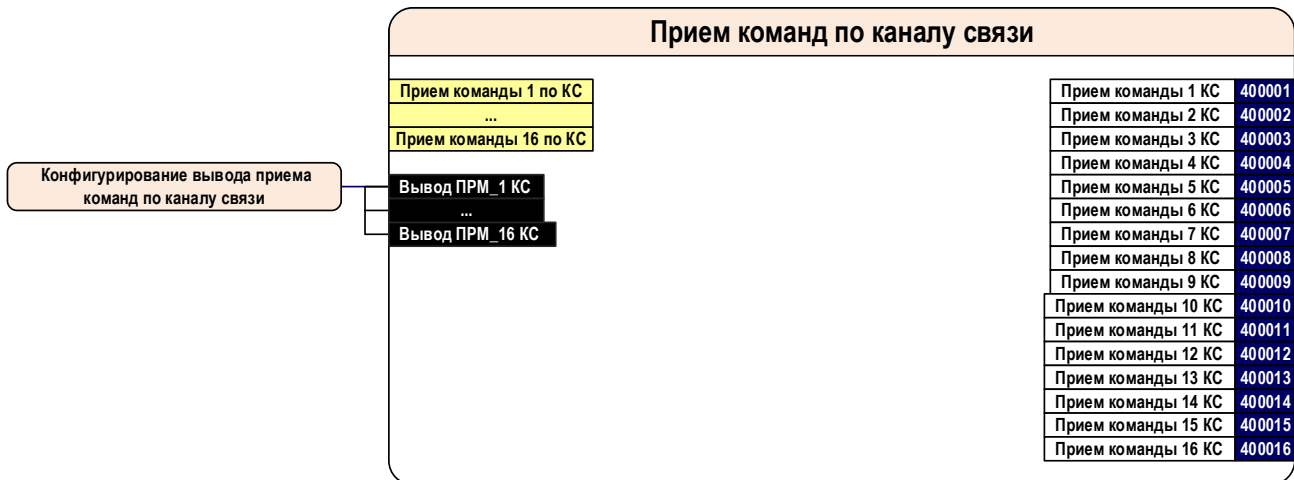 Прием команд по каналу связи
Прием команды 1 по КС
...
Прием команды 16 по КС
Конфигурирование вывода приема
команд по каналу связи
Вывод ПРМ_1 КС
...
Вывод ПРМ_16 КС
Прием команды 1 КС 400001
Прием команды 2 КС 400002
Прием команды 3 КС 400003
Прием команды 4 КС 400004
Прием команды 5 КС 400005
Прием команды 6 КС 400006
Прием команды 7 КС 400007
Прием команды 8 КС 400008
Прием команды 9 КС 400009
Прием команды 10 КС 400010
Прием команды 11 КС 400011
Прием команды 12 КС 400012
Прием команды 13 КС 400013
Прием команды 14 КС 400014
Прием команды 15 КС 400015
Прием команды 16 КС 400016